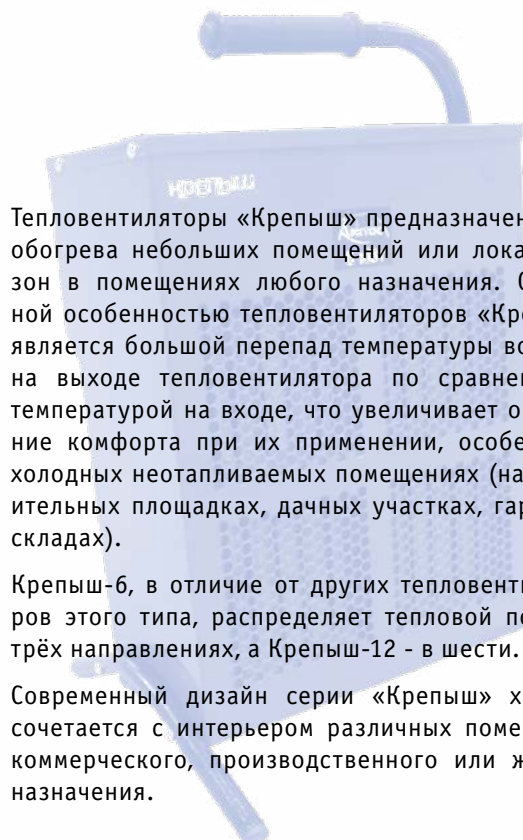 КРЕПЫШ
Тепловентиляторы «Крепыш» предназначен
обогрева небольших помещений или лока
зон в помещениях любого назначения. О
ной особенностью тепловентиляторов «Кре
является большой перепад температуры во
на выходе тепловентилятора по сравне
температурой на входе, что увеличивает о
ние комфорта при их применении, особе
холодных неотапливаемых помещениях (на
ительных площадках, дачных участках, гар
складах).
Крепыш-6, в отличие от других тепловенти
ров этого типа, распределяет тепловой по
трёх направлениях, а Крепыш-12 - в шести.
Современный дизайн серии «Крепыш» х
сочетается с интерьером различных поме
коммерческого, производственного или ж
назначения.